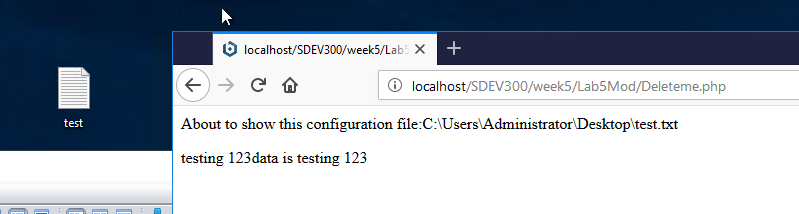 localhost/SDEV300/week5/Lab5
test
localhost/SDEV300/week5/Lab5Mod/Deleteme.php
About to show this configuration file:C:\Users\Administrator\Desktop\test.txt
testing 123data is testing 123